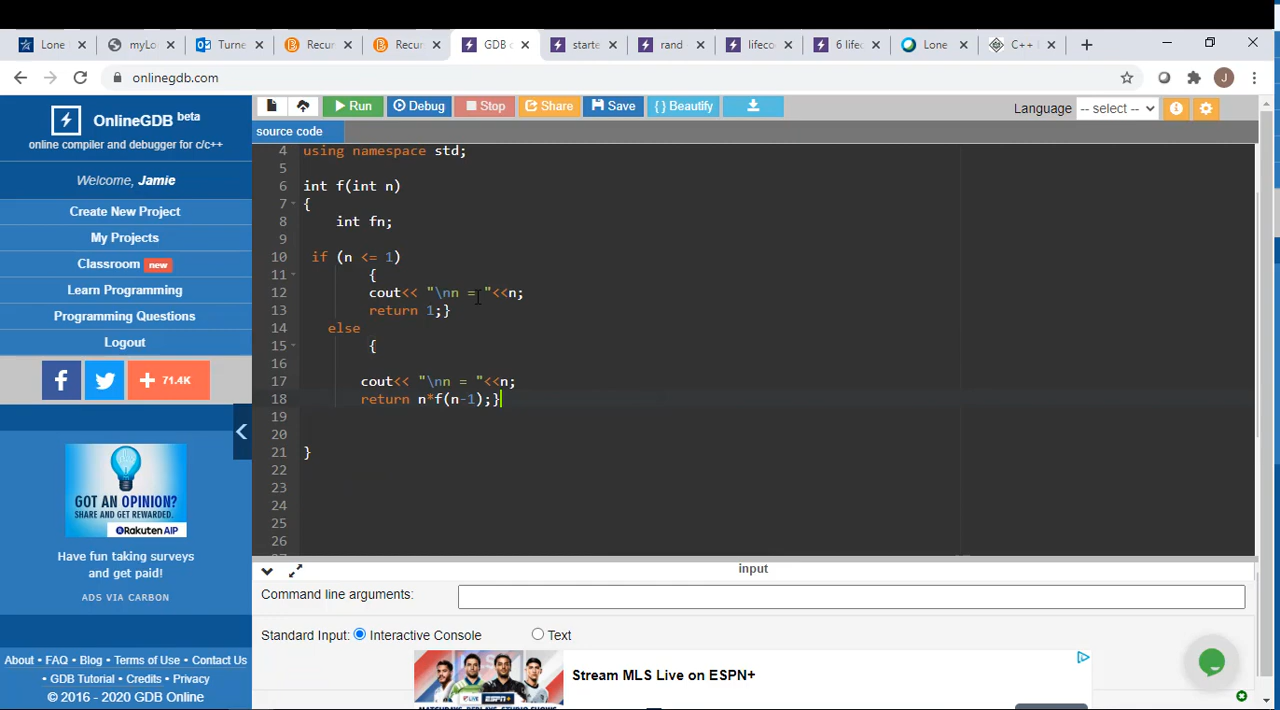 Lone
myLo
Turne
Recur
Recur
GDB c
starte
rand
lifeco
6 lifec
Lone
C++ 
onlinegdb.com
J
OnlineGDB beta
online compiler and debugger for c/c++
Welcome, Jamie
Create New Project
My Projects
Classroom new
Learn Programming
Programming Questions
Logout
71.4K
GOT AN OPINION?
SHARE AND GET REWARDED.
Rakuten AIP
Have fun taking surveys
and get paid!
ADS VIA CARBON
About • FAQ • Blog • Terms of Use • Contact Us
• GDB Tutorial • Credits • Privacy
© 2016 - 2020 GDB Online
Run Debug Stop Share Save { } Beautify
Language -- select --
source code
4 using namespace std;
5
6 int f(int n)
7 {
8 int fn;
9
10 if (n <= 1)
11 {
12 cout<< "\nn = "<<n;
13 return 1;}
14 else
15 {
16
17 cout<< "\nn = "<<n;
18 return n*f(n-1);}
19
20
21 }
22
23
24
25
26
27
input
Command line arguments:
Standard Input: Interactive Console Text
Stream MLS Live on ESPN+